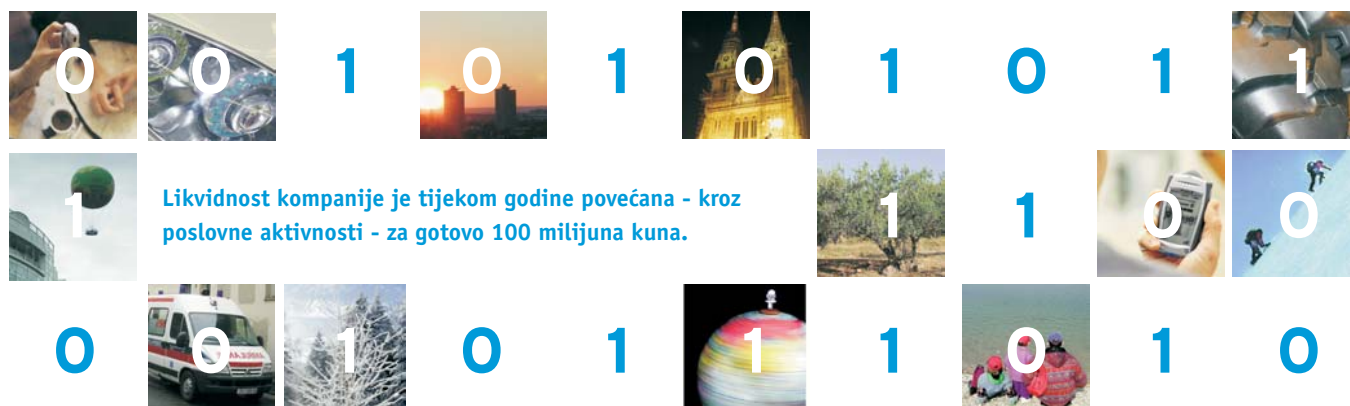 0 0 1 0 1 0 1 0 1 1
1 Likvidnost kompanije je tijekom godine povećana - kroz
poslovne aktivnosti - za gotovo 100 milijuna kuna. 1 1 0 0
0 0 1 0 1 1 1 0 1 0